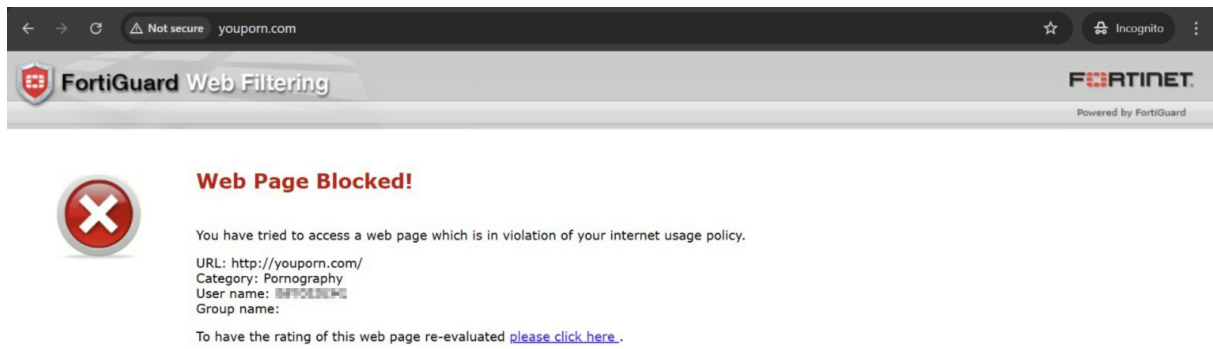 Not secure youporn.com Incognito
FortiGuard Web Filtering
FORTINET
Powered by FortiGuard
Web Page Blocked!
You have tried to access a web page which is in violation of your internet usage policy.
URL: http://youporn.com/
Category: Pornography
User name:
Group name:
To have the rating of this web page re-evaluated please click here .